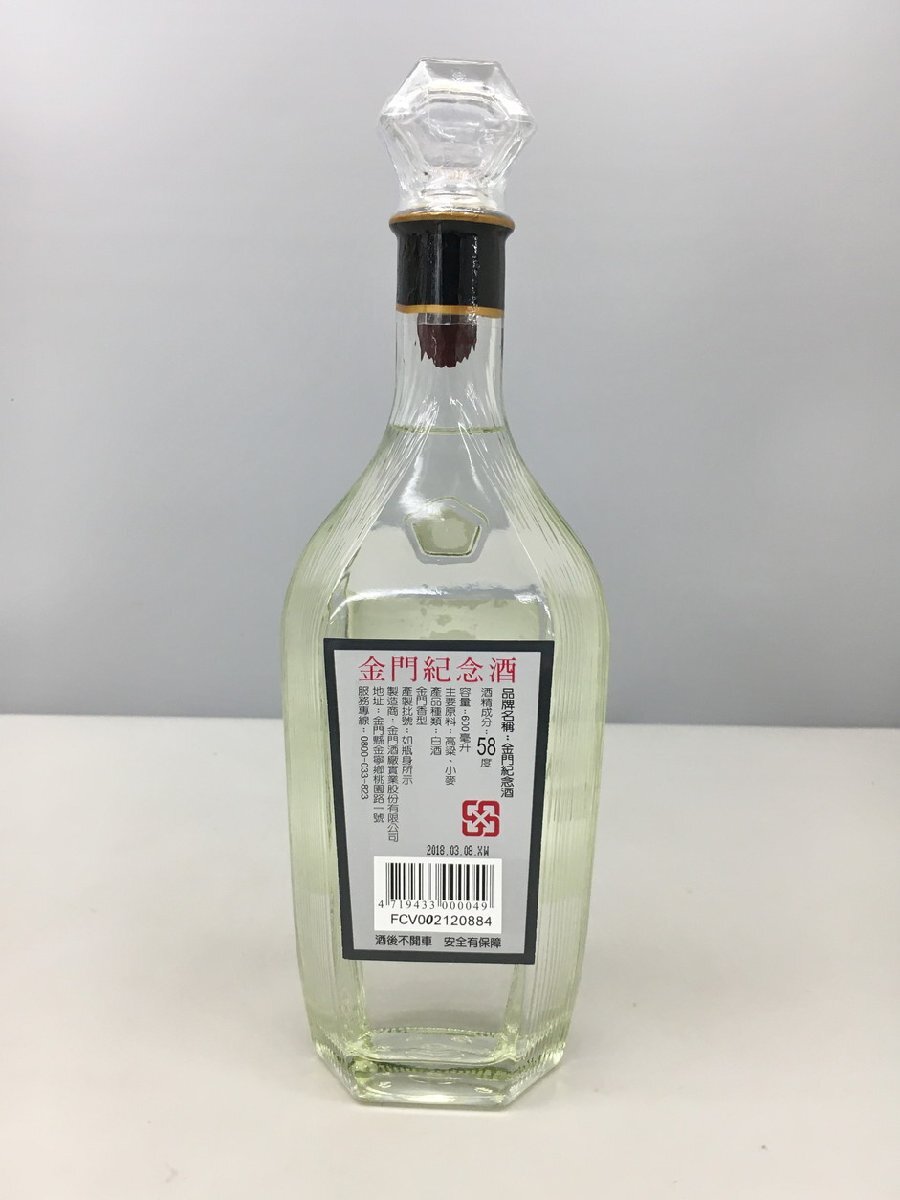 金門紀念酒
品牌名稱：金門紀念酒
酒精成分：58度
容量：600毫升
主要原料：高粱、小麥
產品種類：白酒
金門香型
產製批號：如瓶身所示
製造商：金門酒廠實業股份有限公司
地址：金門縣金寧鄉桃園路一號
服務專線：0800-033-823
2018.03.08.XW
4 719433 000049
FCV002120884
酒後不開車　安全有保障